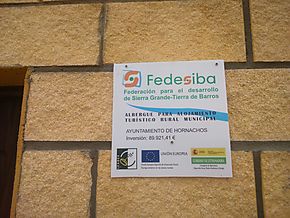 Fedesiba
Federación para el desarrollo
de Sierra Grande-Tierra de Barros
ALBERGUE PARA ALOJAMIENTO
TURÍSTICO RURAL MUNICIPAL
AYUNTAMIENTO DE HORNACHOS
Inversión: 89.921,41 €
UNIÓN EUROPEA